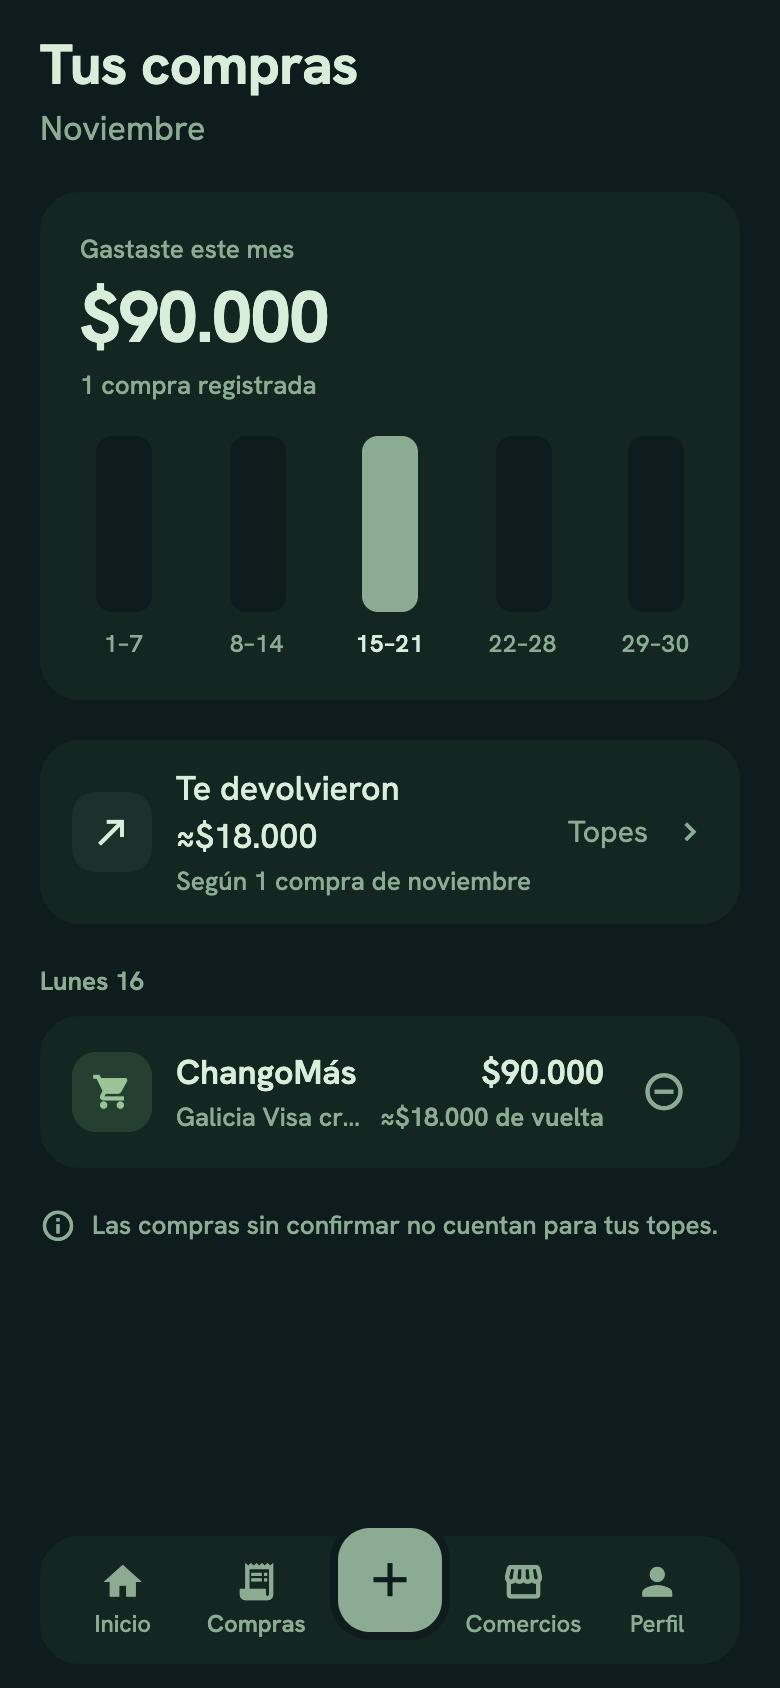 Tus compras
Noviembre
Gastaste este mes
$90.000
1 compra registrada
1–7 8–14 15–21 22–28 29–30
Te devolvieron
≈$18.000
Según 1 compra de noviembre
Topes
Lunes 16
ChangoMás $90.000
Galicia Visa cr... ≈$18.000 de vuelta
Las compras sin confirmar no cuentan para tus topes.
Inicio Compras Comercios Perfil